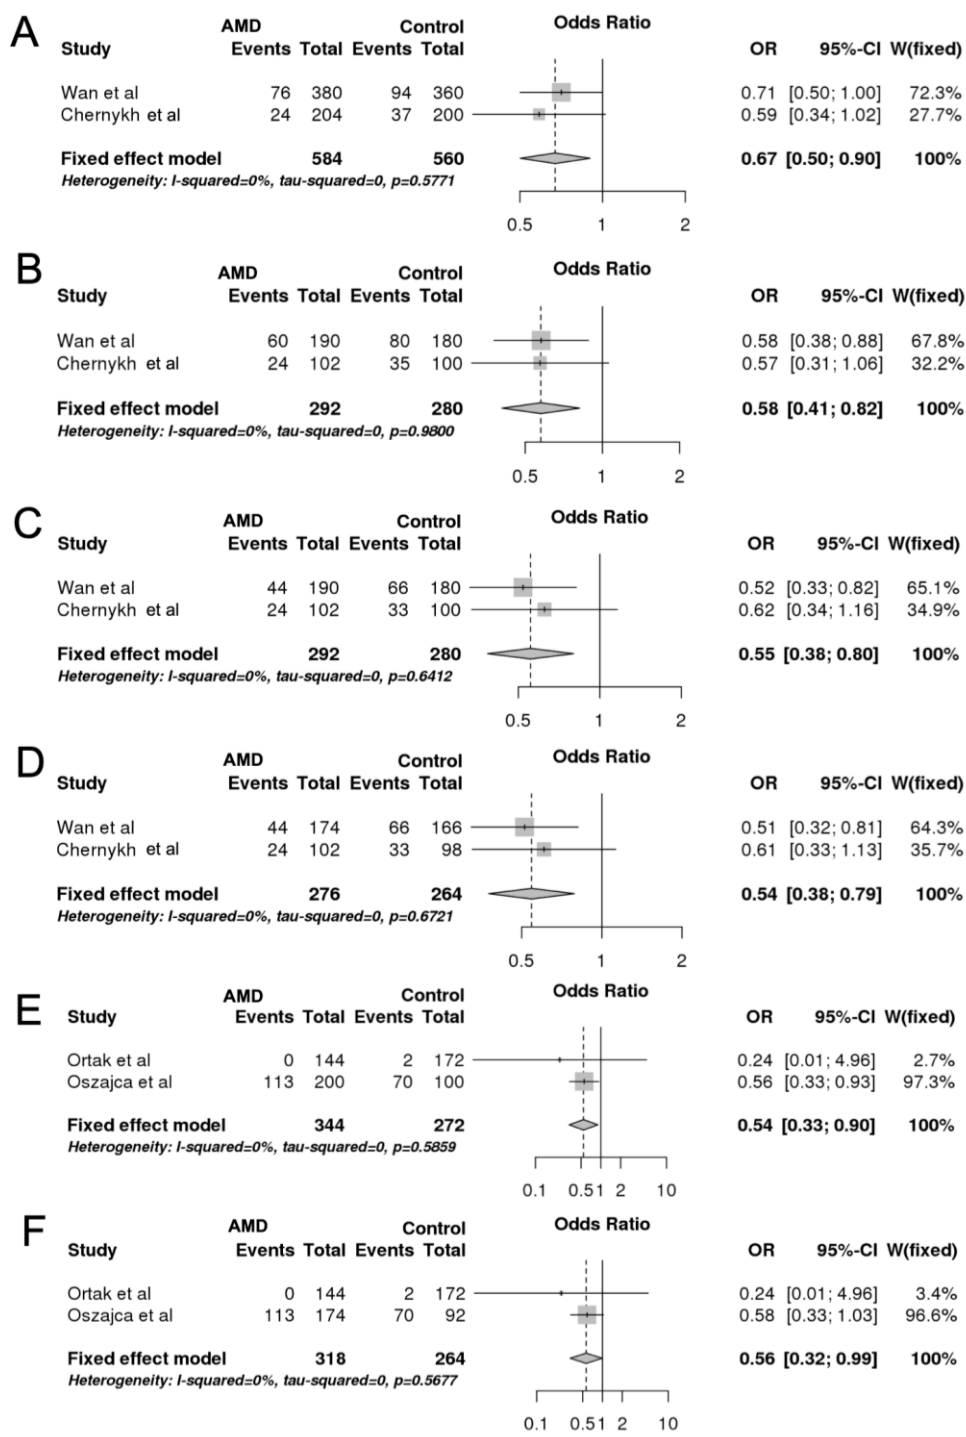 A
AMD Control Odds Ratio
Study Events Total Events Total OR 95%-CI W(fixed)
Wan et al 76 380 94 360 0.71 [0.50; 1.00] 72.3%
Chernykh et al 24 204 37 200 0.59 [0.34; 1.02] 27.7%
Fixed effect model 584 560 0.67 [0.50; 0.90] 100%
Heterogeneity: I-squared=0%, tau-squared=0, p=0.5771
0.5 1 2
B
AMD Control Odds Ratio
Study Events Total Events Total OR 95%-CI W(fixed)
Wan et al 60 190 80 180 0.58 [0.38; 0.88] 67.8%
Chernykh et al 24 102 35 100 0.57 [0.31; 1.06] 32.2%
Fixed effect model 292 280 0.58 [0.41; 0.82] 100%
Heterogeneity: I-squared=0%, tau-squared=0, p=0.9800
0.5 1 2
C
AMD Control Odds Ratio
Study Events Total Events Total OR 95%-CI W(fixed)
Wan et al 44 190 66 180 0.52 [0.33; 0.82] 65.1%
Chernykh et al 24 102 33 100 0.62 [0.34; 1.16] 34.9%
Fixed effect model 292 280 0.55 [0.38; 0.80] 100%
Heterogeneity: I-squared=0%, tau-squared=0, p=0.6412
0.5 1 2
D
AMD Control Odds Ratio
Study Events Total Events Total OR 95%-CI W(fixed)
Wan et al 44 174 66 166 0.51 [0.32; 0.81] 64.3%
Chernykh et al 24 102 33 98 0.61 [0.33; 1.13] 35.7%
Fixed effect model 276 264 0.54 [0.38; 0.79] 100%
Heterogeneity: I-squared=0%, tau-squared=0, p=0.6721
0.5 1 2
E
AMD Control Odds Ratio
Study Events Total Events Total OR 95%-CI W(fixed)
Ortak et al 0 144 2 172 0.24 [0.01; 4.96] 2.7%
Oszajca et al 113 200 70 100 0.56 [0.33; 0.93] 97.3%
Fixed effect model 344 272 0.54 [0.33; 0.90] 100%
Heterogeneity: I-squared=0%, tau-squared=0, p=0.5859
0.1 0.5 1 2 10
F
AMD Control Odds Ratio
Study Events Total Events Total OR 95%-CI W(fixed)
Ortak et al 0 144 2 172 0.24 [0.01; 4.96] 3.4%
Oszajca et al 113 174 70 92 0.58 [0.33; 1.03] 96.6%
Fixed effect model 318 264 0.56 [0.32; 0.99] 100%
Heterogeneity: I-squared=0%, tau-squared=0, p=0.5677
0.1 0.5 1 2 10